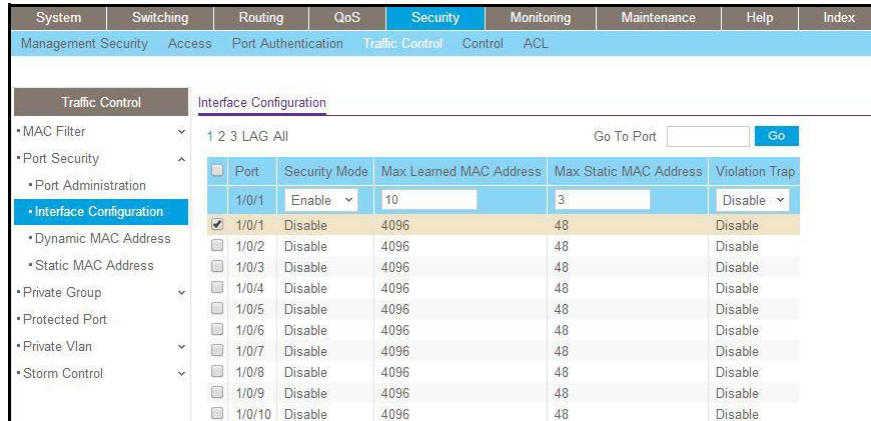 System Switching Routing QoS Security Monitoring Maintenance Help Index
Management Security Access Port Authentication Traffic Control Control ACL
Traffic Control
MAC Filter
Port Security
Port Administration
Interface Configuration
Dynamic MAC Address
Static MAC Address
Private Group
Protected Port
Private Vlan
Storm Control
Interface Configuration
1 2 3 LAG All Go To Port Go
Port Security Mode Max Learned MAC Address Max Static MAC Address Violation Trap
1/0/1 Enable 10 3 Disable
1/0/1 Disable 4096 48 Disable
1/0/2 Disable 4096 48 Disable
1/0/3 Disable 4096 48 Disable
1/0/4 Disable 4096 48 Disable
1/0/5 Disable 4096 48 Disable
1/0/6 Disable 4096 48 Disable
1/0/7 Disable 4096 48 Disable
1/0/8 Disable 4096 48 Disable
1/0/9 Disable 4096 48 Disable
1/0/10 Disable 4096 48 Disable